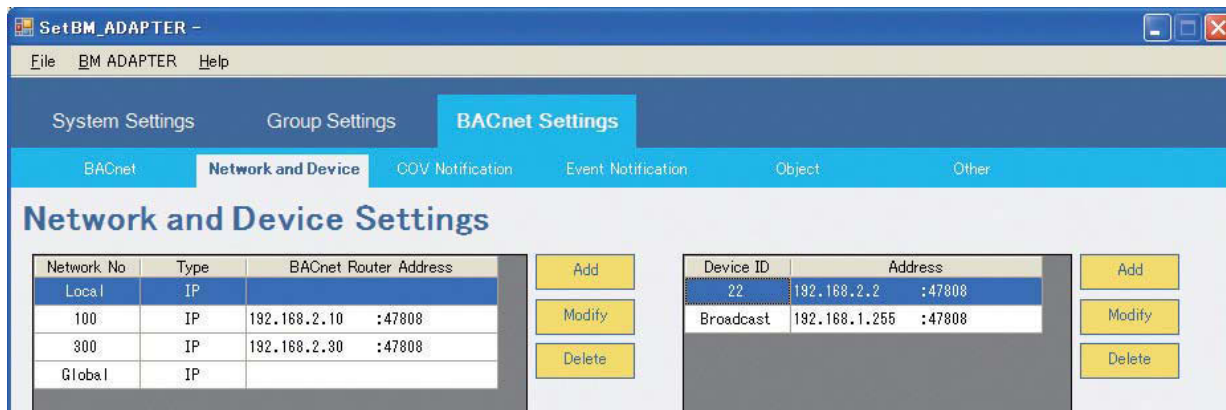 SetBM_ADAPTER -
File BM ADAPTER Help
System Settings Group Settings BACnet Settings
BACnet Network and Device COV Notification Event Notification Object Other
Network and Device Settings
Network No Type BACnet Router Address
Local IP
100 IP 192.168.2.10 :47808
300 IP 192.168.2.30 :47808
Global IP
Add
Modify
Delete
Device ID Address
22 192.168.2.2 :47808
Broadcast 192.168.1.255 :47808
Add
Modify
Delete